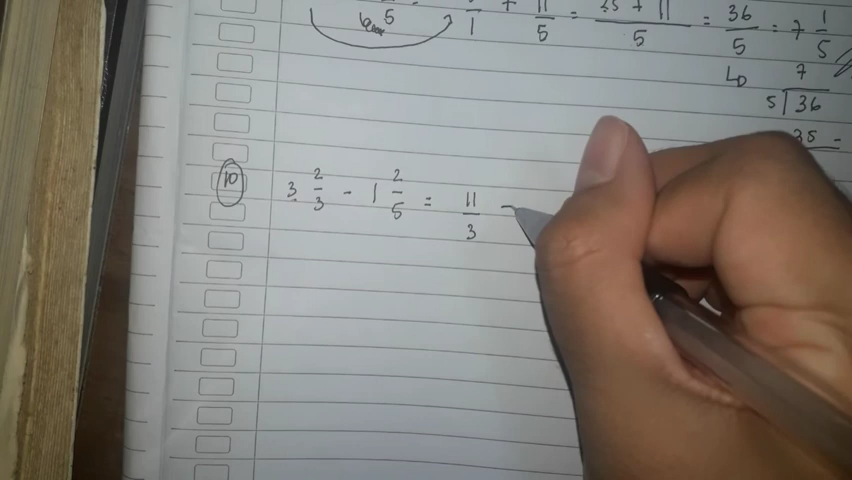 5 1 + 11/5 = 35 + 11/5 = 36/5 = 7 1/5
7
5 | 36
35 -
10 3 2/3 - 1 2/5 = 11/3 -